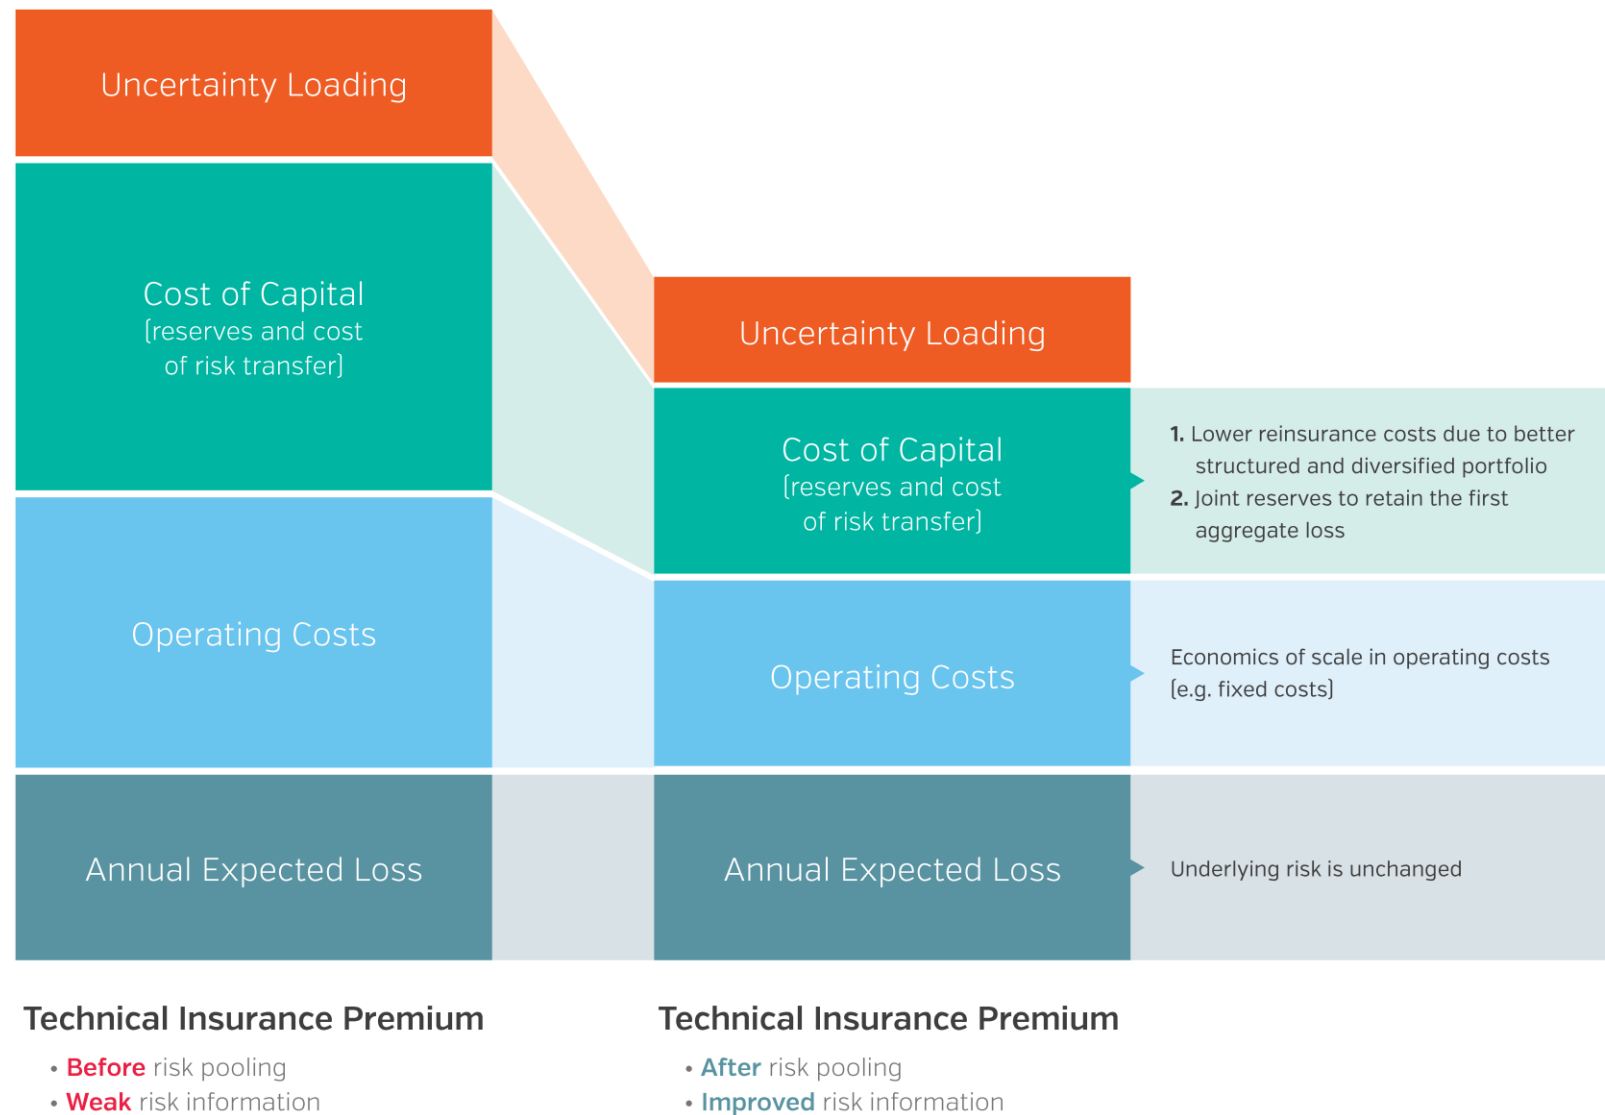 Uncertainty Loading
Cost of Capital
(reserves and cost
of risk transfer)
Operating Costs
Annual Expected Loss
Uncertainty Loading
Cost of Capital
(reserves and cost
of risk transfer)
Operating Costs
Annual Expected Loss
1. Lower reinsurance costs due to better
structured and diversified portfolio
2. Joint reserves to retain the first
aggregate loss
Economics of scale in operating costs
(e.g. fixed costs)
Underlying risk is unchanged
Technical Insurance Premium
• Before risk pooling
• Weak risk information
Technical Insurance Premium
• After risk pooling
• Improved risk information